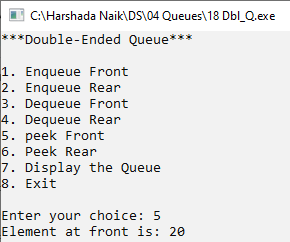 C:\Harshada Naik\DS\04 Queues\18 Dbl_Q.exe
***Double-Ended Queue***
1. Enqueue Front
2. Enqueue Rear
3. Dequeue Front
4. Dequeue Rear
5. peek Front
6. Peek Rear
7. Display the Queue
8. Exit
Enter your choice: 5
Element at front is: 20